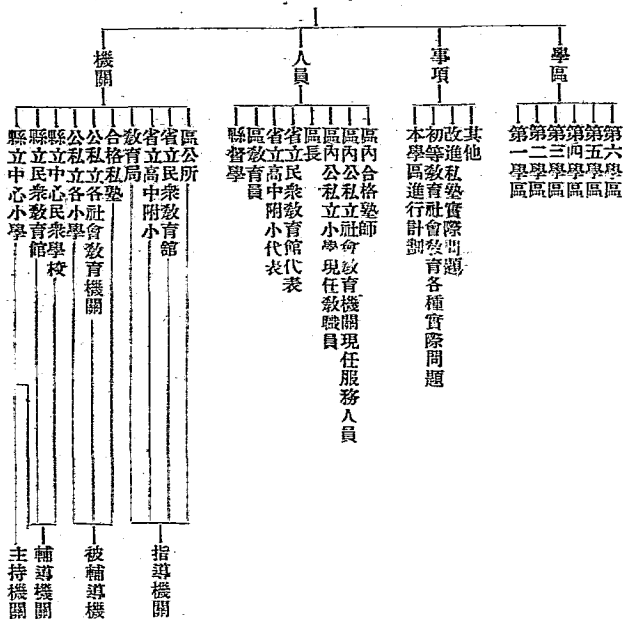 學區
第六學區
第五學區
第四學區
第三學區
第二學區
第一學區
事項
其他
改進私塾實際問題
初等教育社會教育各種實際問題
本學區進行計劃
人員
區內合格塾師
區內公私立社會教育機關現任服務人員
區內公私立小學現任教職員
區長
省立民衆教育館代表
省立高中附小代表
區教育員
縣督學
機關
區公所
省立民衆教育館
省立高中附小
教育局
合格私塾
公私立各社會教育機關
公私立各小學
縣立中心民衆學校
縣立民衆教育館
縣立中心小學
指導機關
被輔導機
輔導機關
主持機關